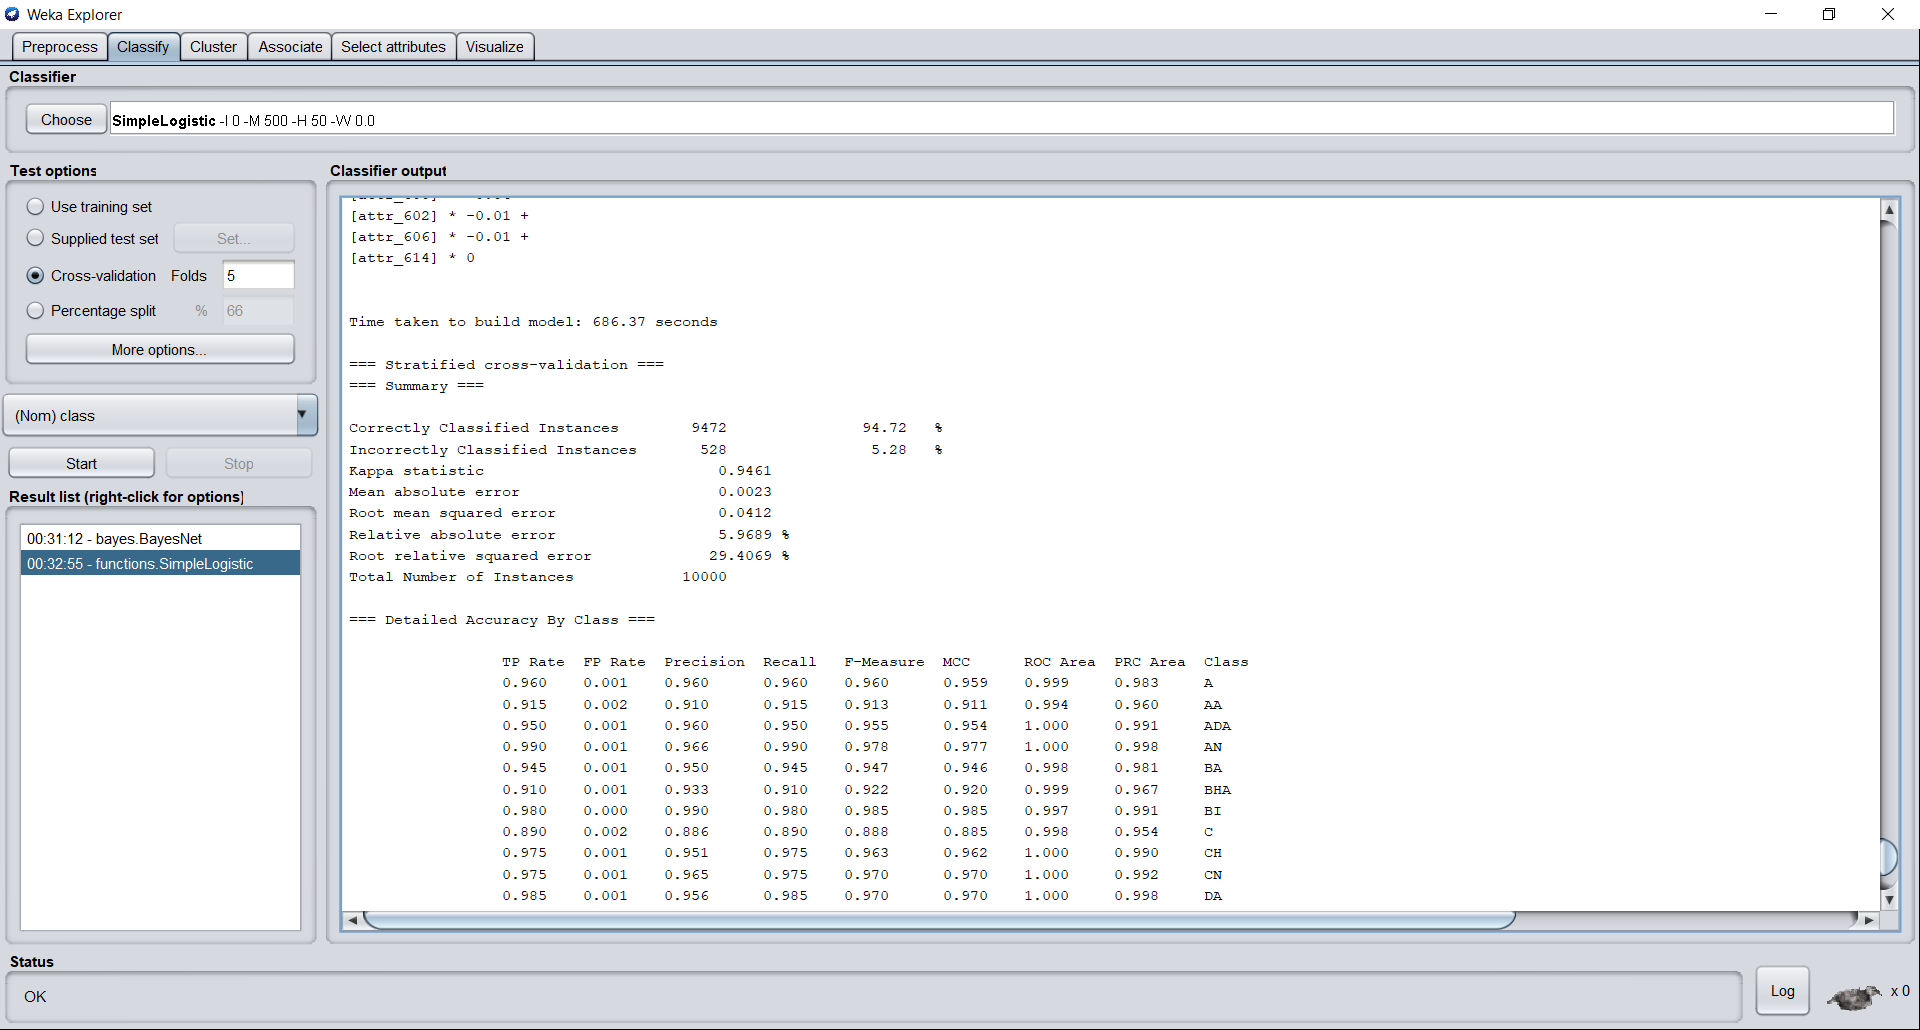 Weka Explorer
Preprocess Classify Cluster Associate Select attributes Visualize
Classifier
Choose SimpleLogistic -I 0 -M 500 -H 50 -W 0.0
Test options
Use training set
Supplied test set Set...
Cross-validation Folds 5
Percentage split % 66
More options...
(Nom) class
Start Stop
Result list (right-click for options)
00:31:12 - bayes.BayesNet
00:32:55 - functions.SimpleLogistic
Classifier output
[attr_602] * -0.01 +
[attr_606] * -0.01 +
[attr_614] * 0
Time taken to build model: 686.37 seconds
=== Stratified cross-validation ===
=== Summary ===
Correctly Classified Instances 9472 94.72 %
Incorrectly Classified Instances 528 5.28 %
Kappa statistic 0.9461
Mean absolute error 0.0023
Root mean squared error 0.0412
Relative absolute error 5.9689 %
Root relative squared error 29.4069 %
Total Number of Instances 10000
=== Detailed Accuracy By Class ===
TP Rate FP Rate Precision Recall F-Measure MCC ROC Area PRC Area Class
0.960 0.001 0.960 0.960 0.960 0.959 0.999 0.983 A
0.915 0.002 0.910 0.915 0.913 0.911 0.994 0.960 AA
0.950 0.001 0.960 0.950 0.955 0.954 1.000 0.991 ADA
0.990 0.001 0.966 0.990 0.978 0.977 1.000 0.998 AN
0.945 0.001 0.950 0.945 0.947 0.946 0.998 0.981 BA
0.910 0.001 0.933 0.910 0.922 0.920 0.999 0.967 BHA
0.980 0.000 0.990 0.980 0.985 0.985 0.997 0.991 BI
0.890 0.002 0.886 0.890 0.888 0.885 0.998 0.954 C
0.975 0.001 0.951 0.975 0.963 0.962 1.000 0.990 CH
0.975 0.001 0.965 0.975 0.970 0.970 1.000 0.992 CN
0.985 0.001 0.956 0.985 0.970 0.970 1.000 0.998 DA
Status
OK
Log
x 0